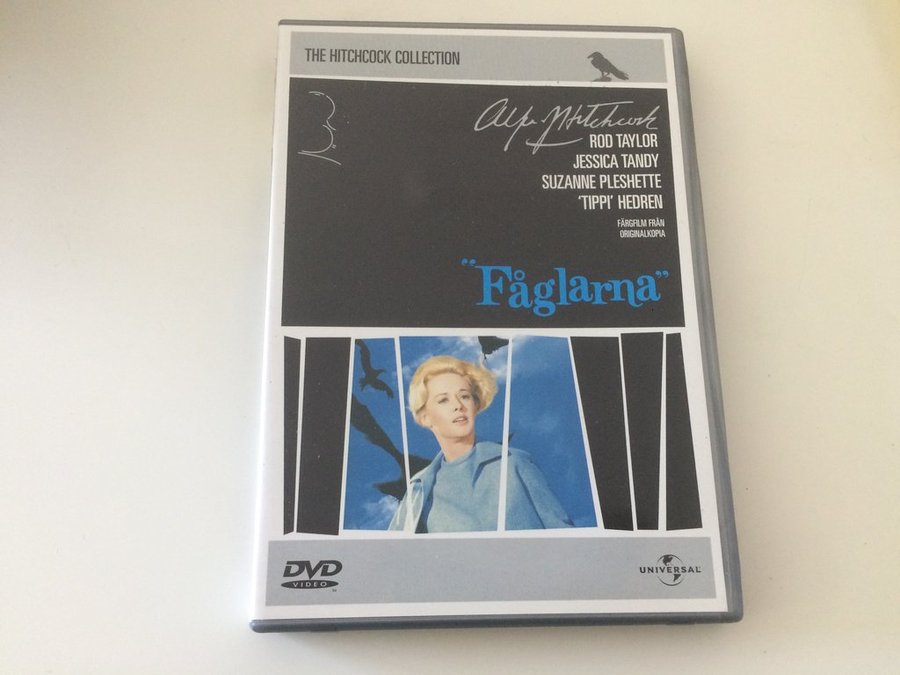 THE HITCHCOCK COLLECTION
Alfred Hitchcock
ROD TAYLOR
JESSICA TANDY
SUZANNE PLESHETTE
'TIPPI' HEDREN
FÄRGFILM FRÅN
ORIGINALKOPIA
"Fåglarna"
DVD
VIDEO
UNIVERSAL